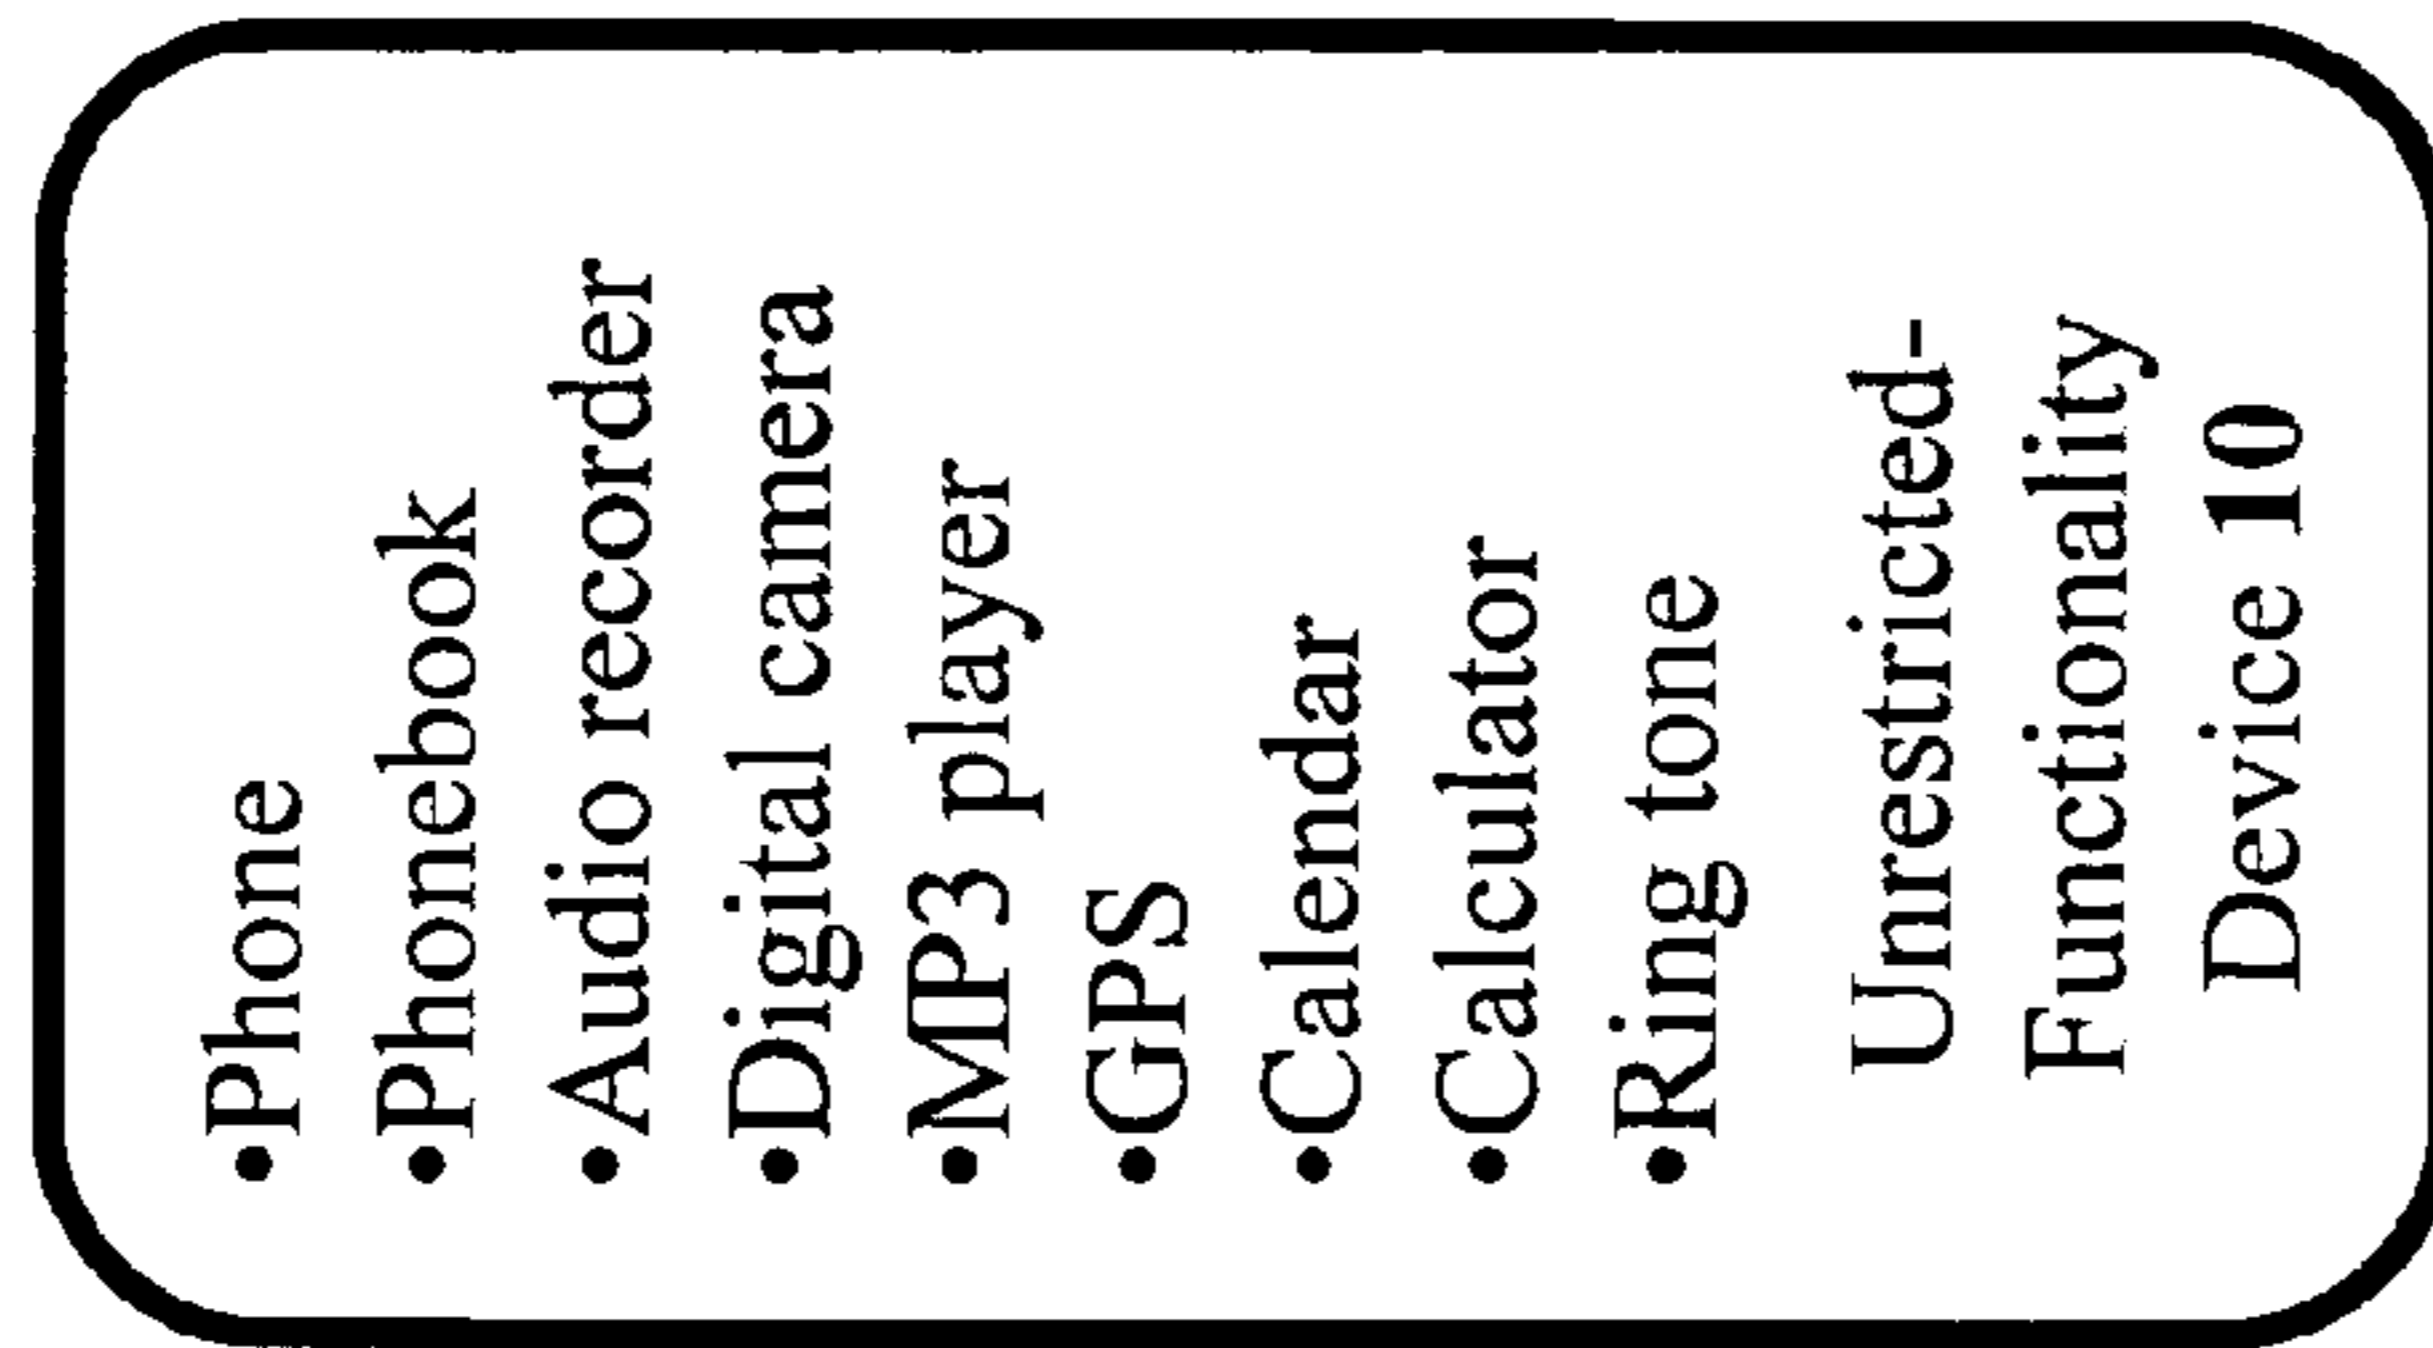 •Phone
•Phonebook
•Audio recorder
•Digital camera
•MP3 player
•GPS
•Calendar
•Calculator
•Ring tone
Unrestricted-
Functionality
Device 10